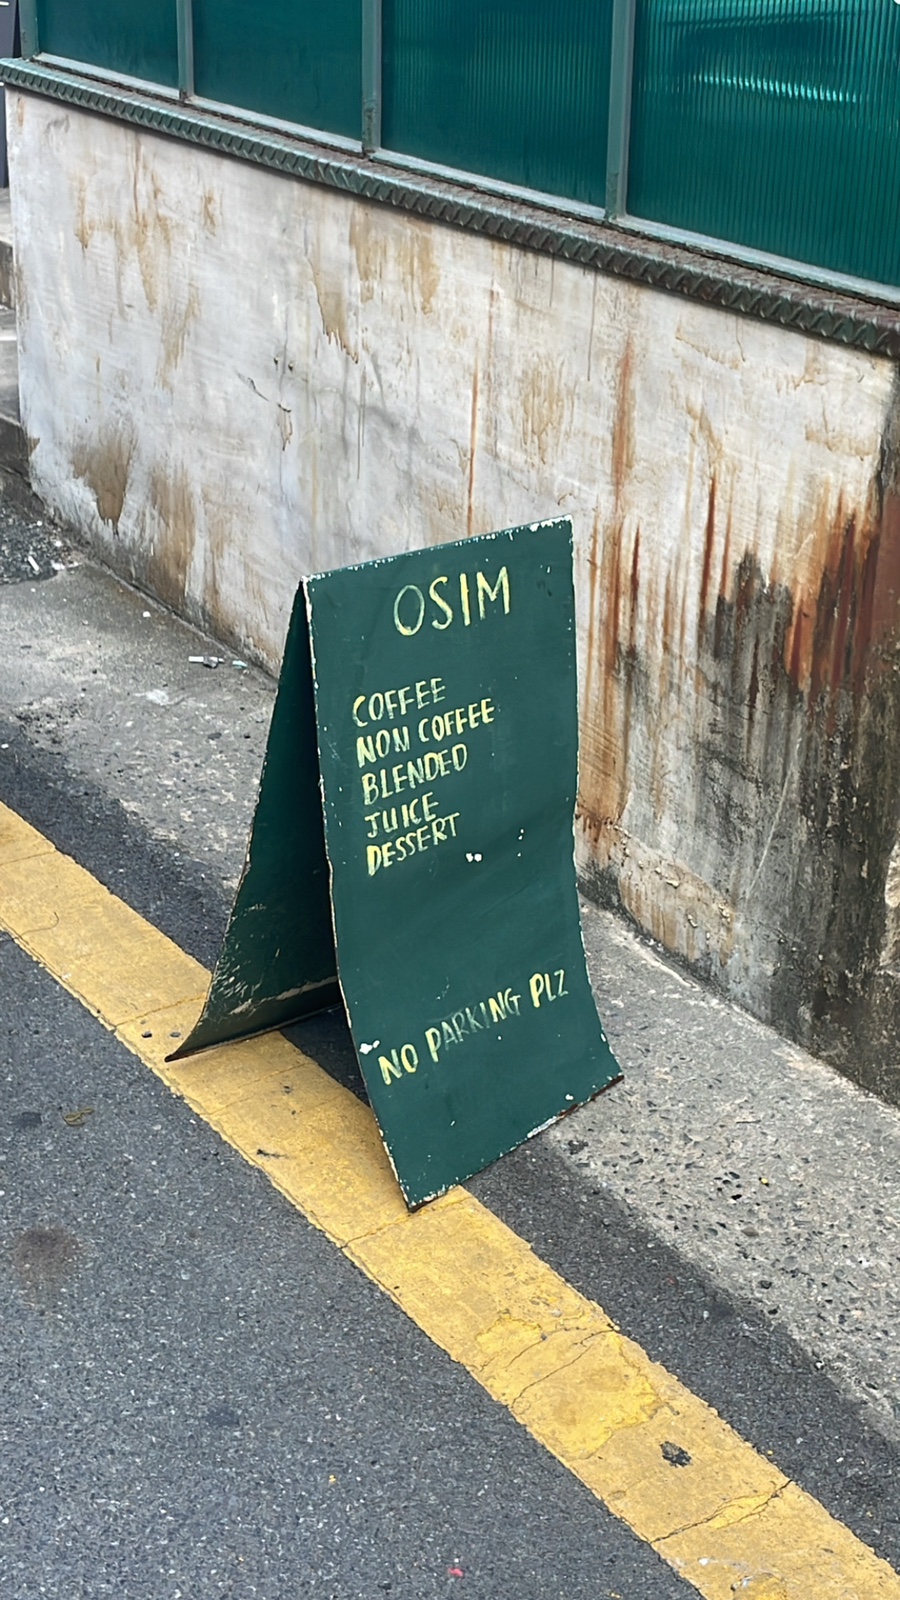 OSIM
COFFEE
NON COFFEE
BLENDED
JUICE
DESSERT
NO PARKING PLZ